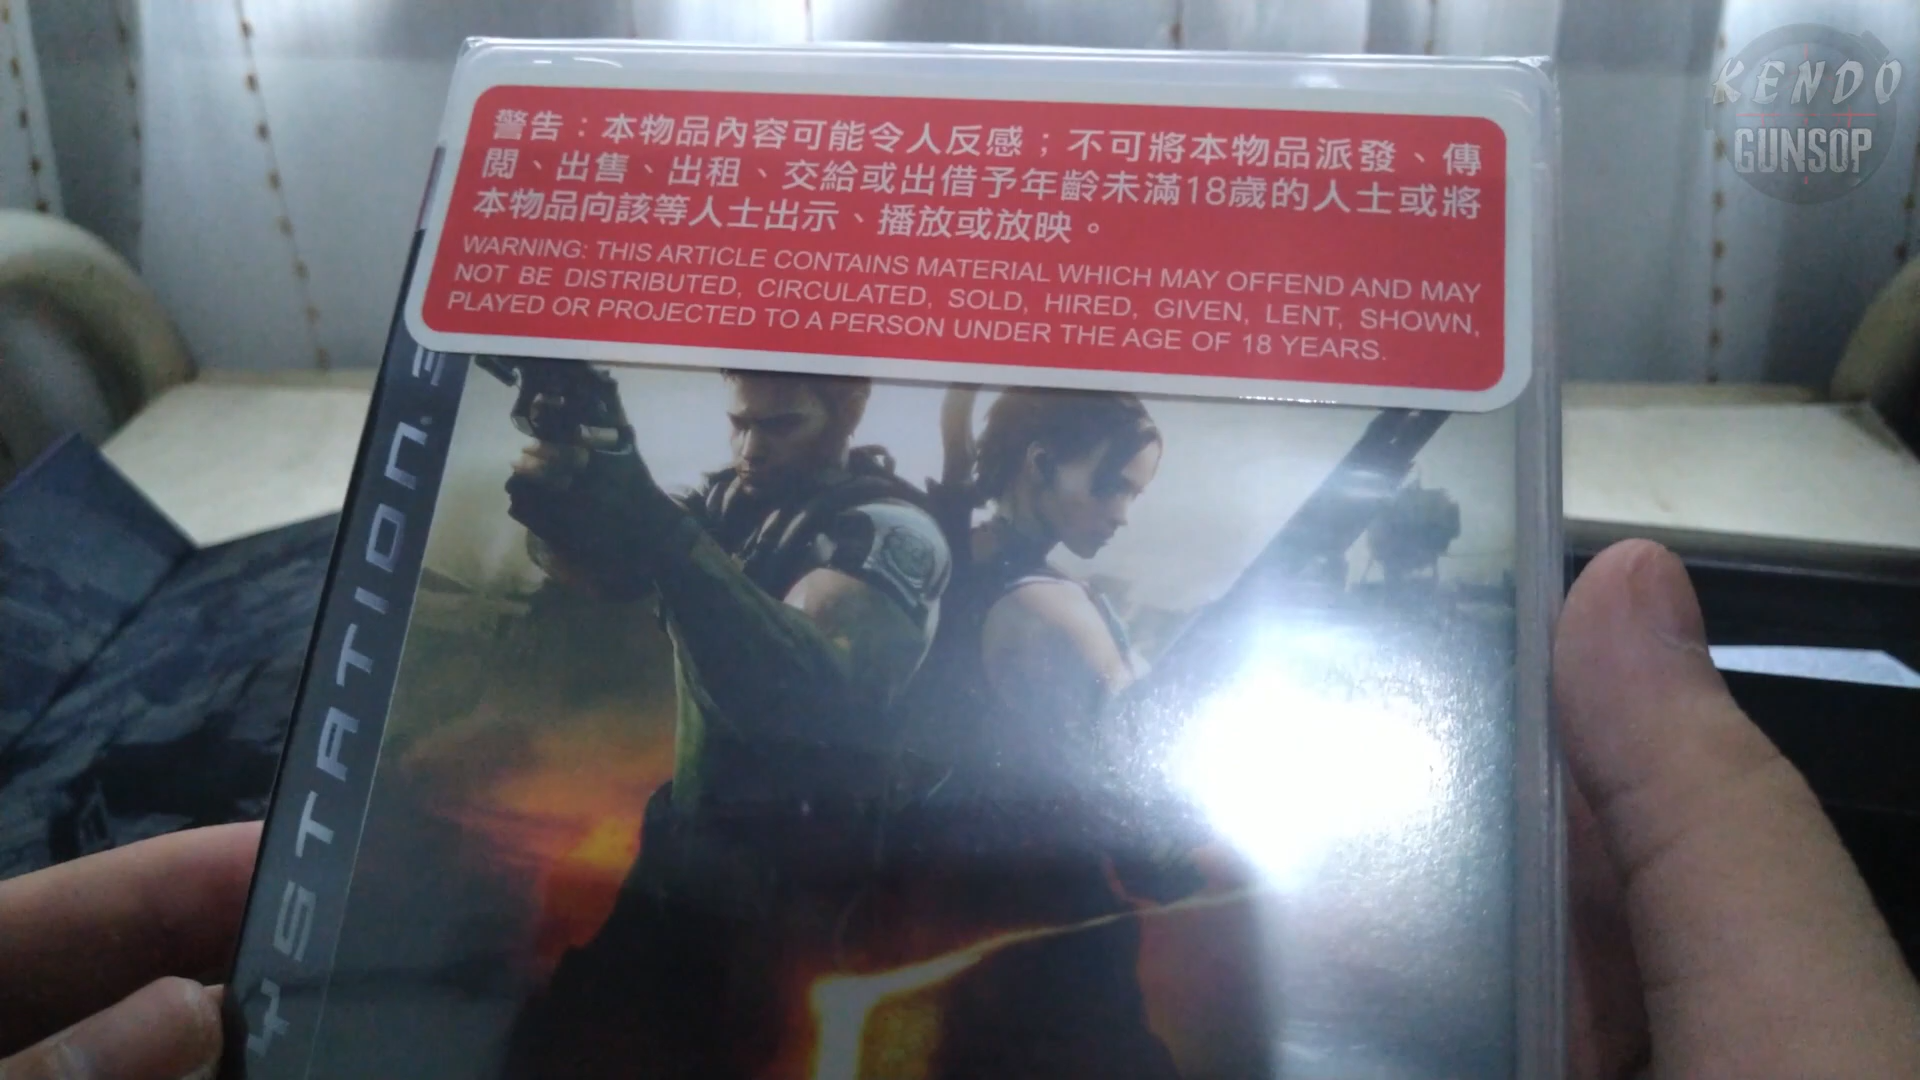 KENDO
GUNSOP
警告：本物品內容可能令人反感；不可將本物品派發、傳
閱、出售、出租、交給或出借予年齡未滿18歲的人士或將
本物品向該等人士出示、播放或放映。
WARNING: THIS ARTICLE CONTAINS MATERIAL WHICH MAY OFFEND AND MAY
NOT BE DISTRIBUTED, CIRCULATED, SOLD, HIRED, GIVEN, LENT, SHOWN,
PLAYED OR PROJECTED TO A PERSON UNDER THE AGE OF 18 YEARS.
YSTATION